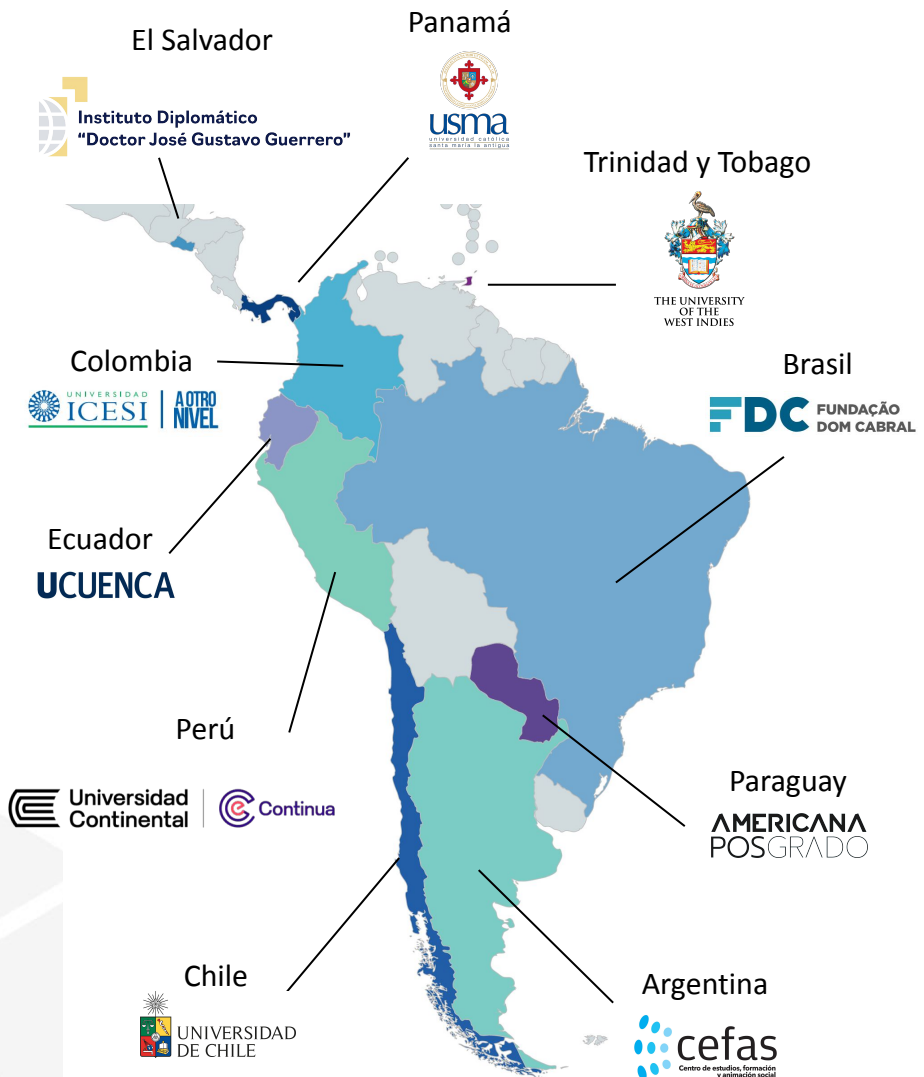 El Salvador
Instituto Diplomático
“Doctor José Gustavo Guerrero”
Panamá
usma
universidad católica
santa maría la antigua
Trinidad y Tobago
THE UNIVERSITY
OF THE
WEST INDIES
Colombia
UNIVERSIDAD
ICESI
A OTRO
NIVEL
Brasil
FDC
FUNDAÇÃO
DOM CABRAL
Ecuador
UCUENCA
Perú
Universidad
Continental
Continua
Paraguay
AMERICANA
POSGRADO
Chile
UNIVERSIDAD
DE CHILE
Argentina
cefas
Centro de estudios, formación
y animación social